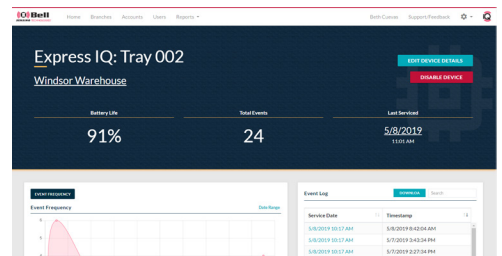 Bell
Home Branches Accounts Users Reports
Beth Canvas Support/Feedback
Express IQ: Tray 002
Windsor Warehouse
EDIT DEVICE DETAILS
DISABLE DEVICE
Battery Life
91%
Total Events
24
Last Serviced
5/8/2019
11:01 AM
EVENT FREQUENCY
Event Frequency
Date Range
Event Log
Search
Service Date
Timestamp
5/8/2019 10:17 AM 5/8/2019 8:42:04 AM
5/8/2019 10:17 AM 5/7/2019 3:42:34 PM
5/8/2019 10:17 AM 5/7/2019 2:27:34 PM